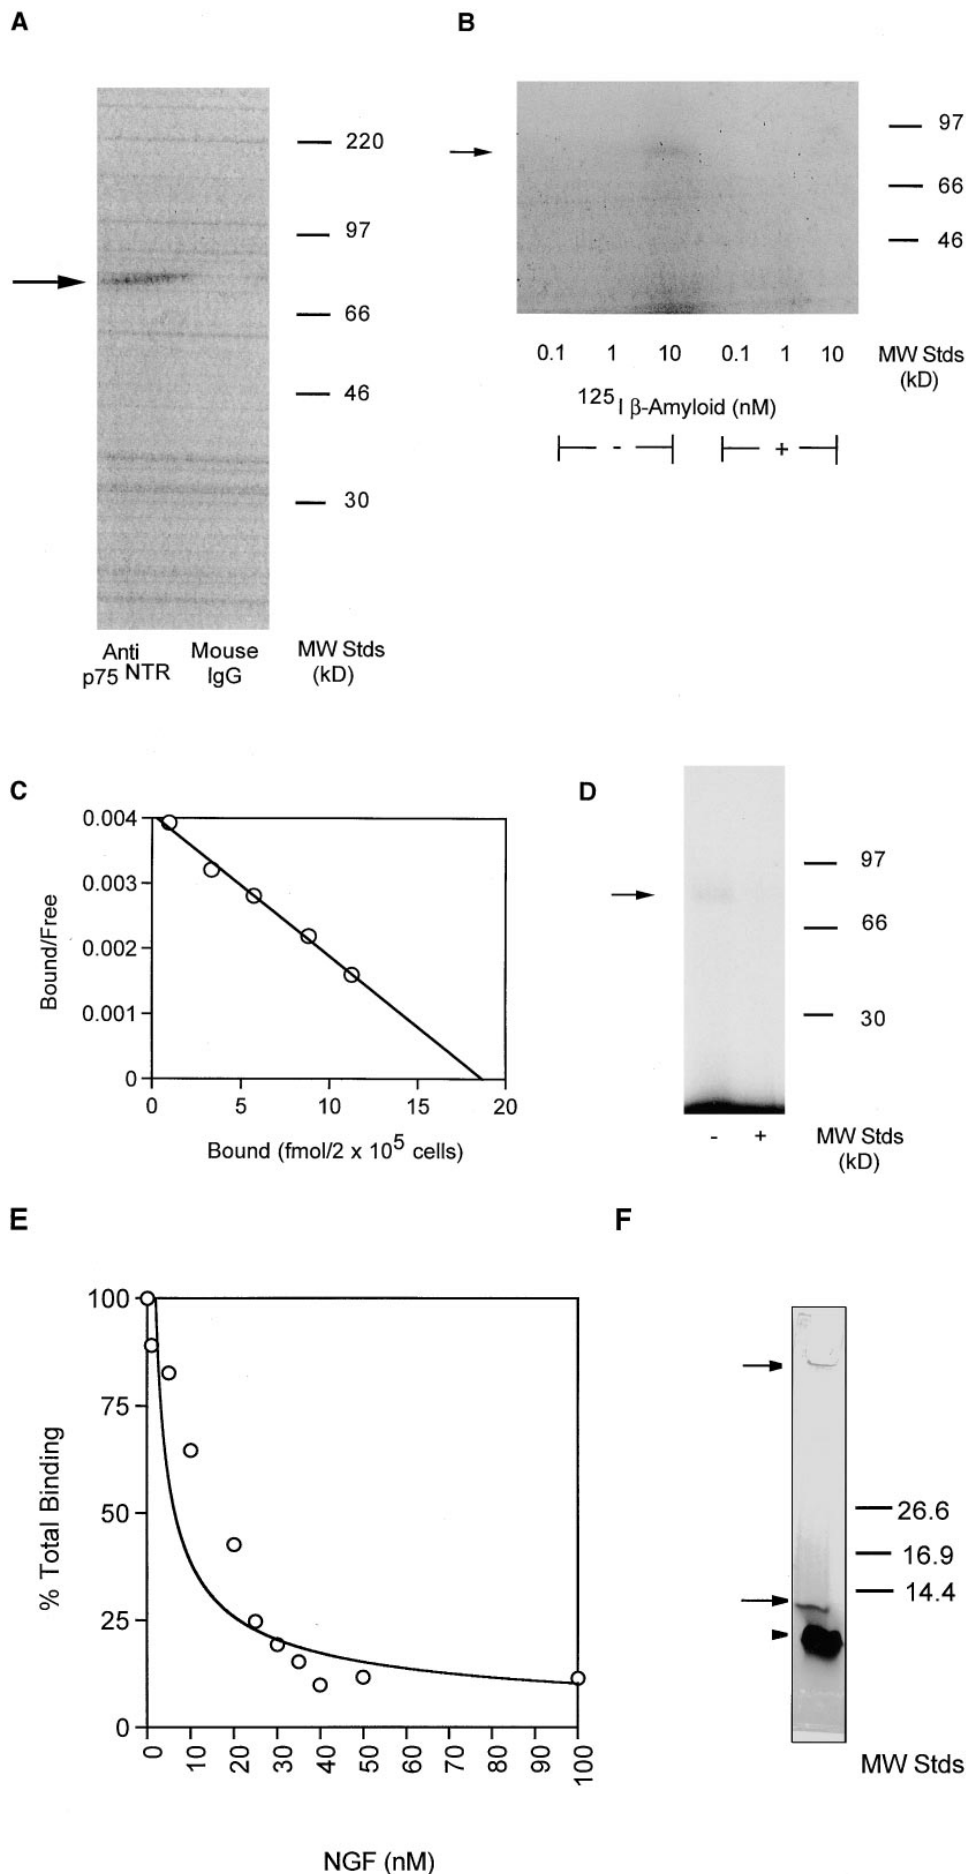 A
220
97
66
46
30
Anti p75 NTR
Mouse IgG
MW Stds (kD)
B
97
66
46
0.1 1 10 0.1 1 10 MW Stds (kD)
125I β-Amyloid (nM)
- +
C
0.004
0.003
0.002
0.001
0
Bound/Free
0 5 10 15 20
Bound (fmol/2 x 10^5 cells)
D
97
66
30
- + MW Stds (kD)
E
100
75
50
25
0
% Total Binding
0 10 20 30 40 50 60 70 80 90 100
NGF (nM)
F
26.6
16.9
14.4
MW Stds